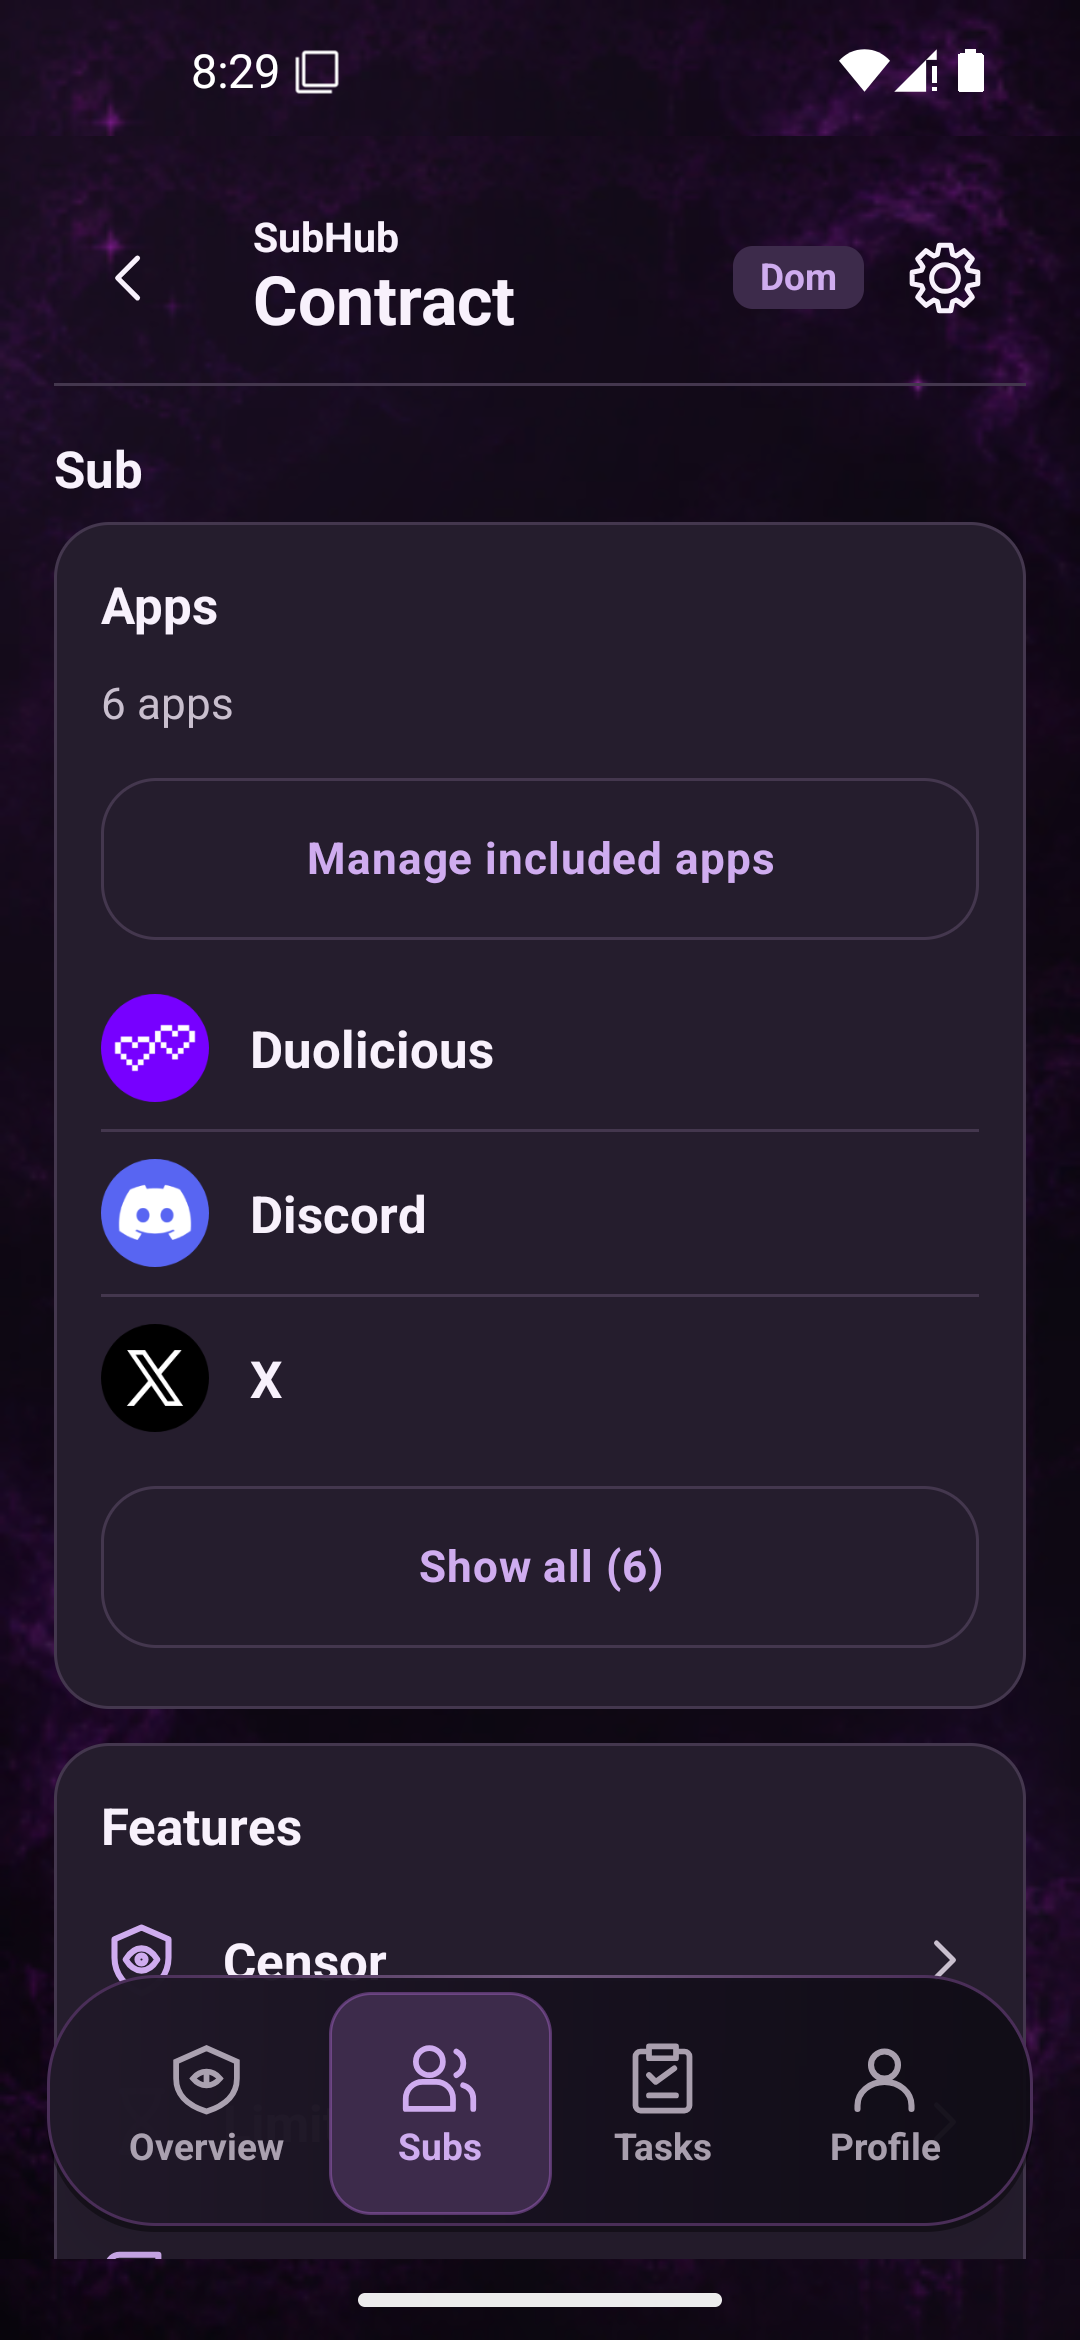 8:29
SubHub
Contract
Dom
Sub
Apps
6 apps
Manage included apps
Duolicious
Discord
X
Show all (6)
Features
Censor
Limi
Overview
Subs
Tasks
Profile